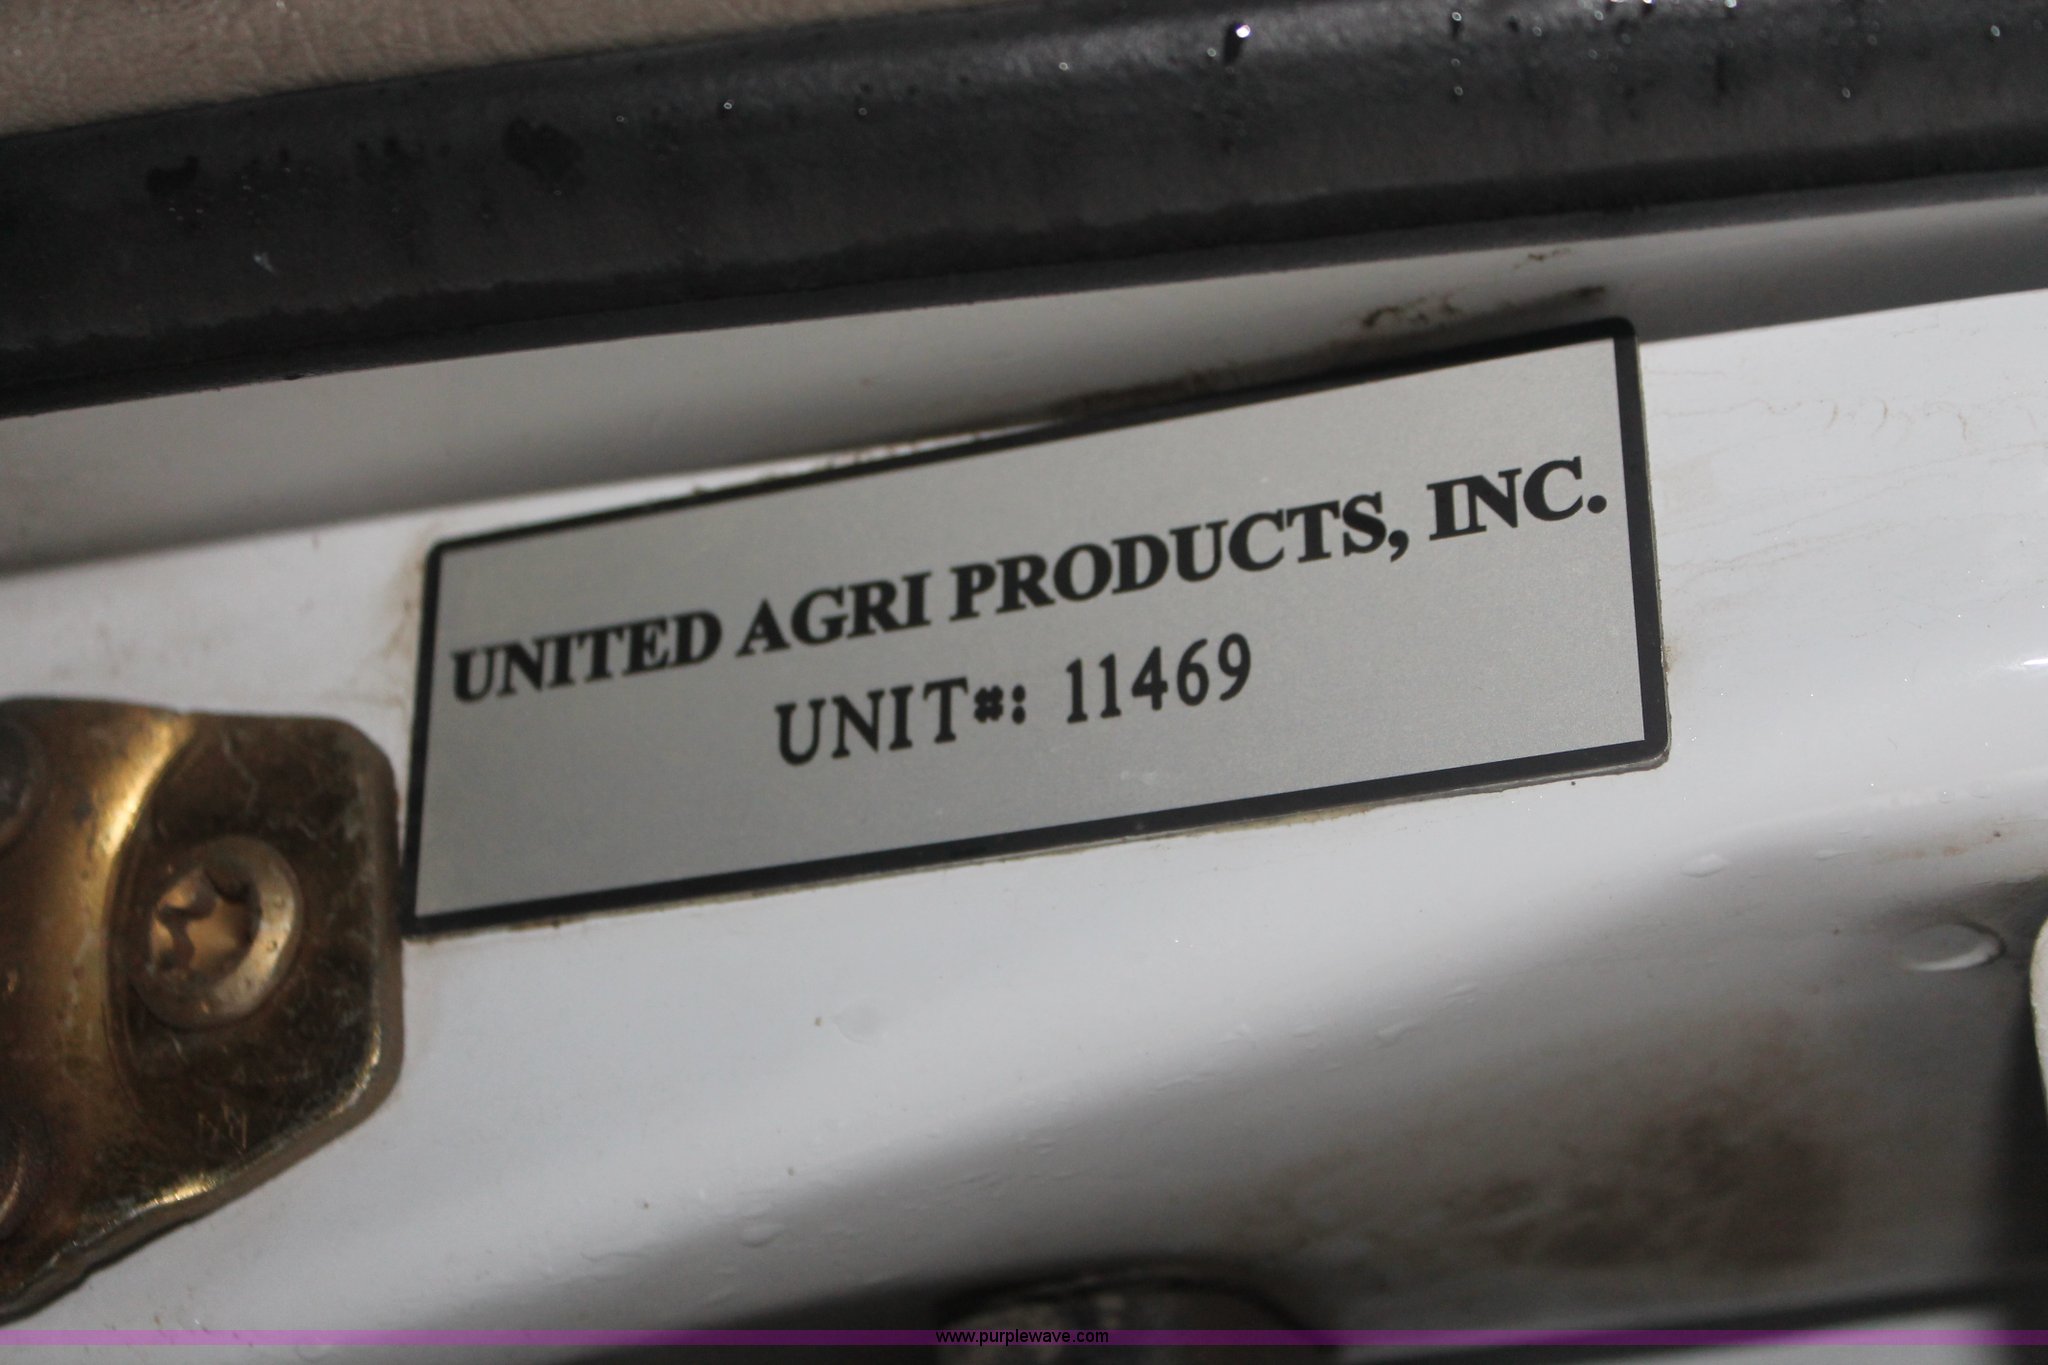 UNITED AGRI PRODUCTS, INC.
UNIT#: 11469
www.purplewave.com